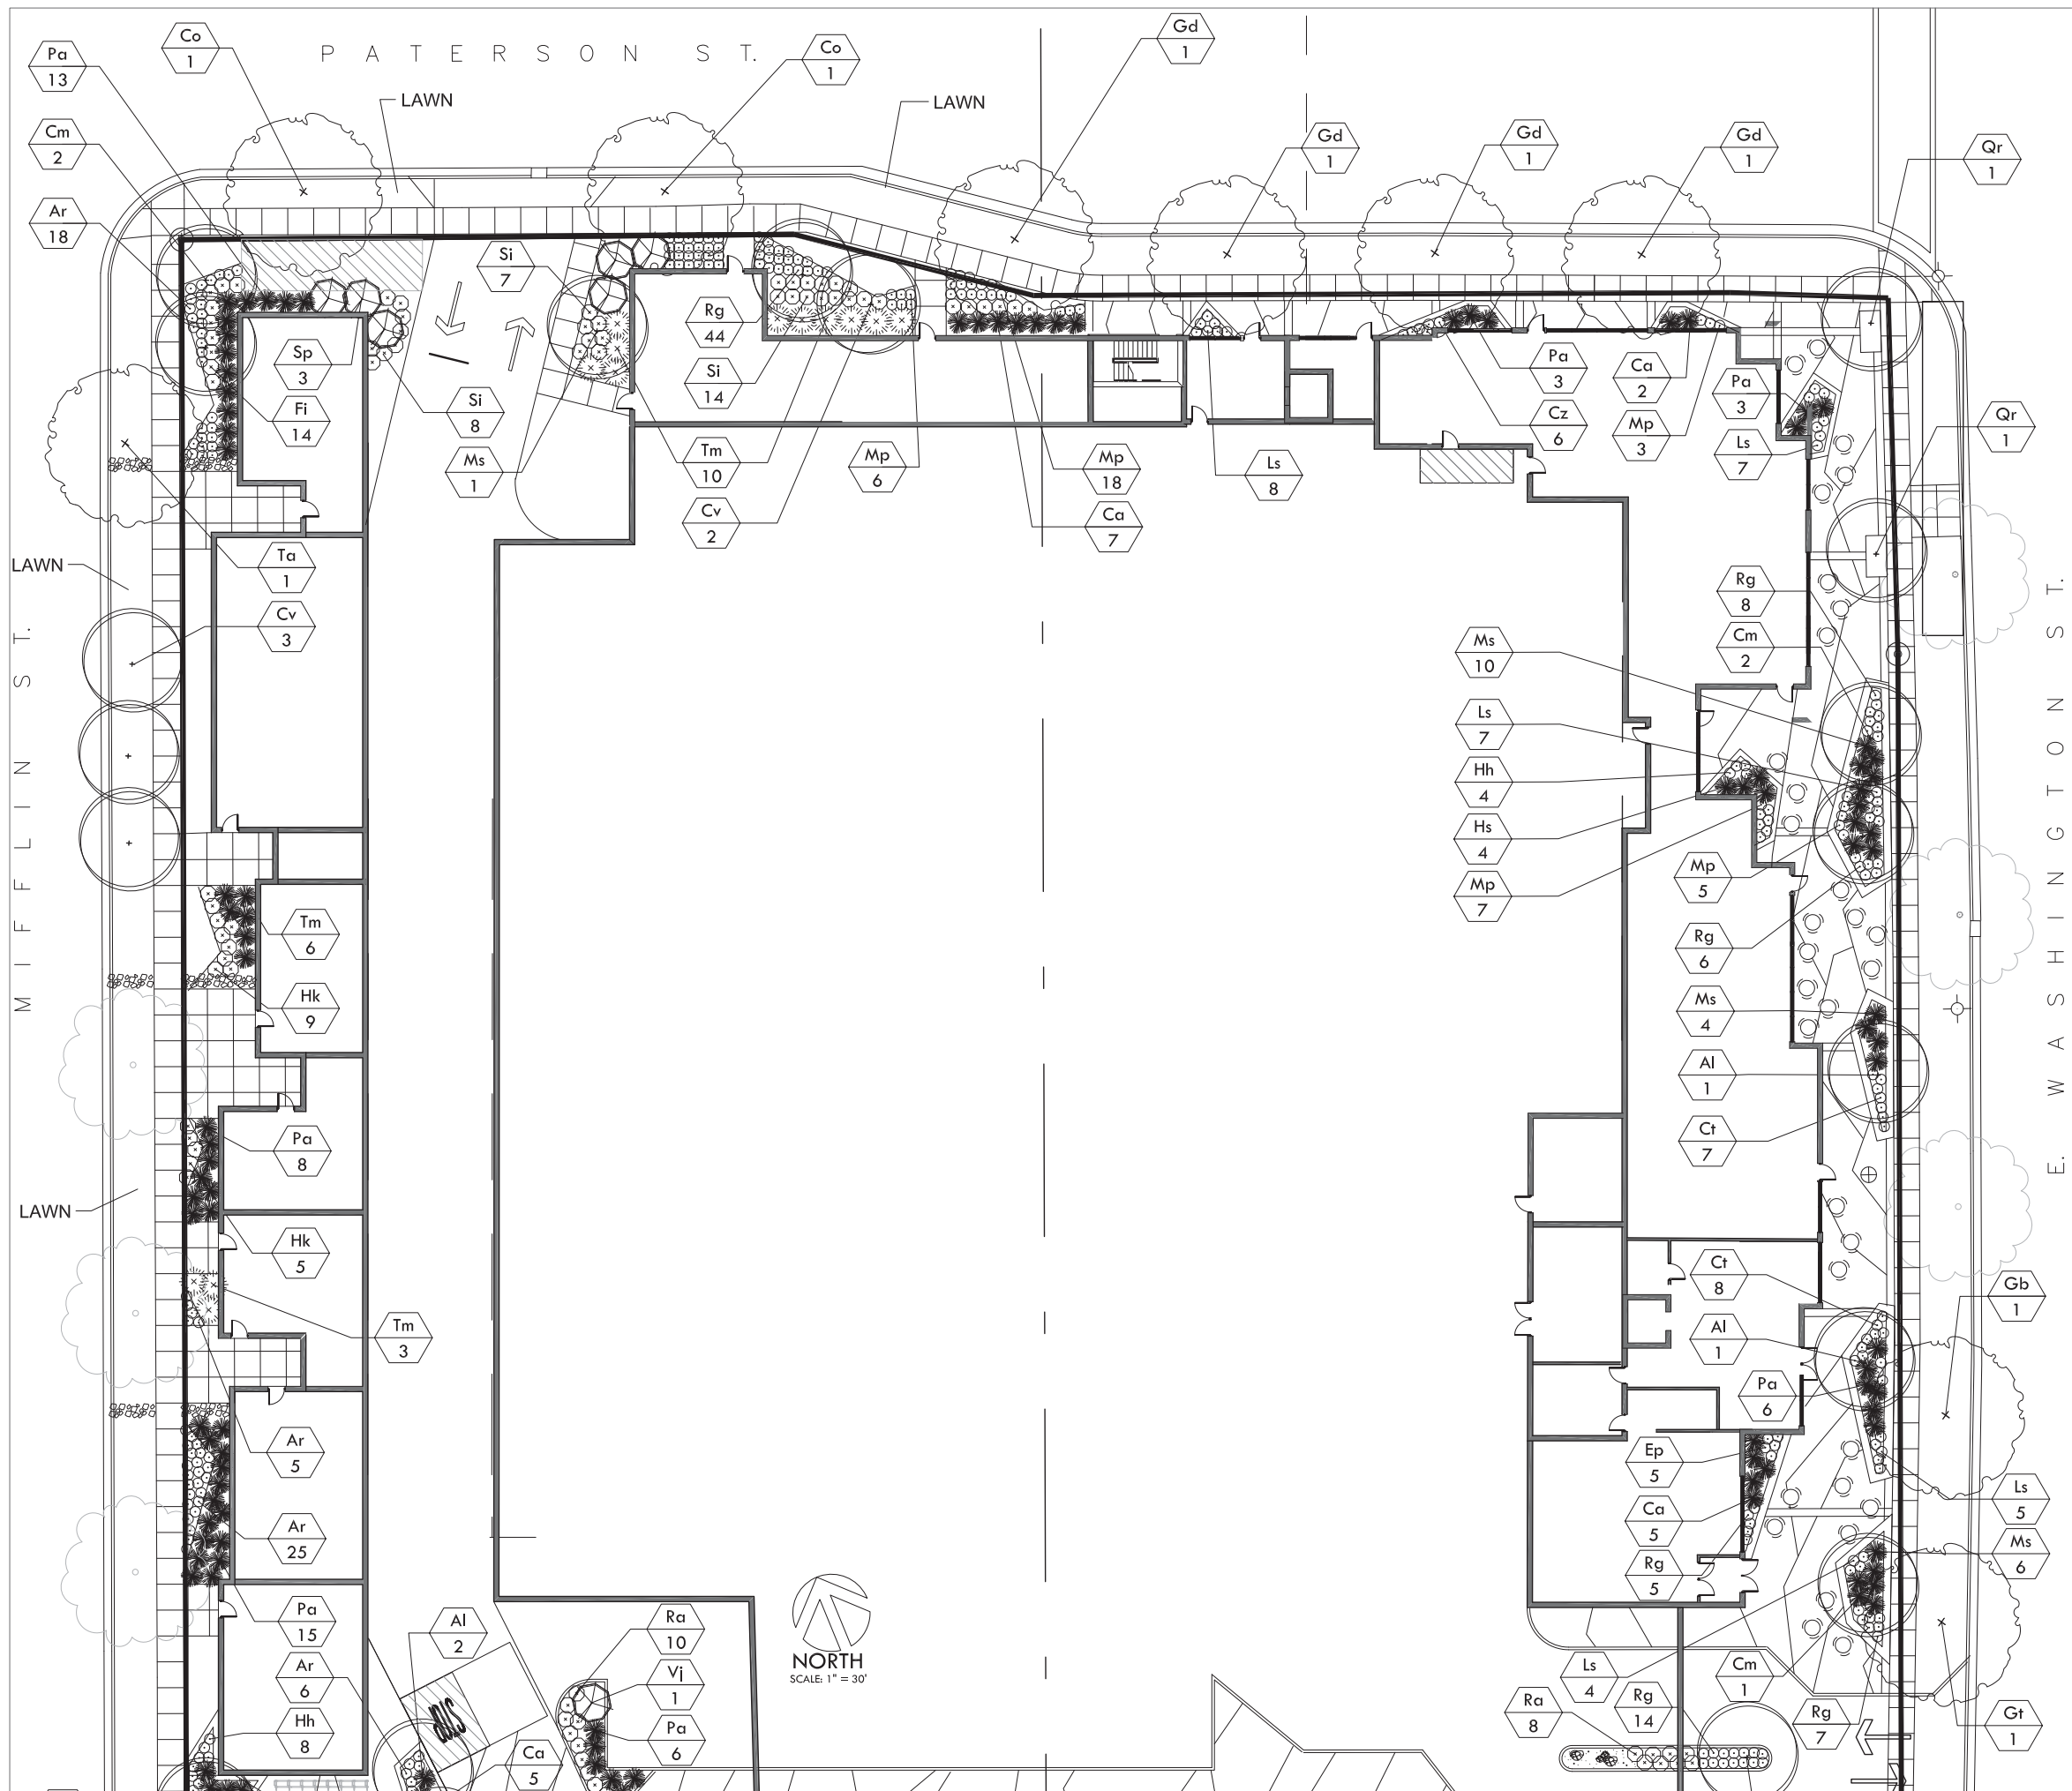 PATERSON ST.
Co
1
Co
1
Gd
1
Pa
13
LAWN
LAWN
Cm
2
Gd
1
Gd
1
Gd
1
Qr
1
Ar
18
Si
7
Rg
44
Sp
3
Si
14
Pa
3
Ca
2
Pa
3
Fi
14
Si
8
Cz
6
Mp
3
Ls
7
Qr
1
Ms
1
Tm
10
Mp
6
Mp
18
Ls
8
Cv
2
Ca
7
LAWN
Ta
1
Cv
3
Rg
8
Cm
2
MIFFLIN ST.
E. WASHINGTON ST.
Ms
10
Ls
7
Hh
4
Hs
4
Mp
7
Mp
5
Tm
6
Rg
6
Hk
9
Ms
4
Al
1
Ct
7
Pa
8
LAWN
Hk
5
Ct
8
Gb
1
Tm
3
Al
1
Pa
6
Ar
5
Ep
5
Ls
5
Ar
25
Ca
5
Ms
6
Rg
5
Pa
15
Al
2
Ra
10
NORTH
SCALE: 1" = 30'
Ar
6
Vj
1
Ls
4
Cm
1
Hh
8
STOP
Pa
6
Ra
8
Rg
14
Rg
7
Gt
1
Ca
5